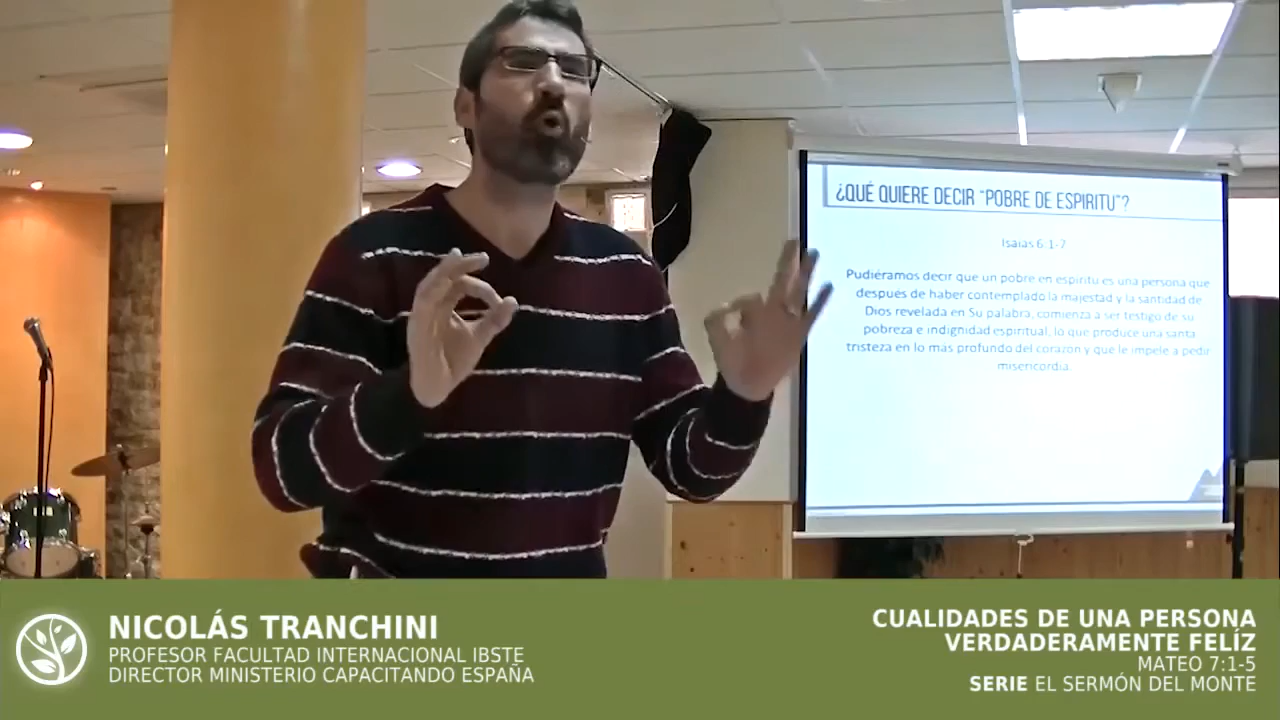 ¿QUÉ QUIERE DECIR "POBRE DE ESPIRITU"?
Isaías 6:1-7
Pudiéramos decir que un pobre en espíritu es una persona que
después de haber contemplado la majestad y la santidad de
Dios revelada en Su palabra, comienza a ser testigo de su
pobreza e indignidad espiritual, lo que produce una santa
tristeza en lo más profundo del corazón y que le impele a pedir
misericordia.
NICOLÁS TRANCHINI
PROFESOR FACULTAD INTERNACIONAL IBSTE
DIRECTOR MINISTERIO CAPACITANDO ESPAÑA
CUALIDADES DE UNA PERSONA
VERDADERAMENTE FELÍZ
MATEO 7:1-5
SERIE EL SERMÓN DEL MONTE